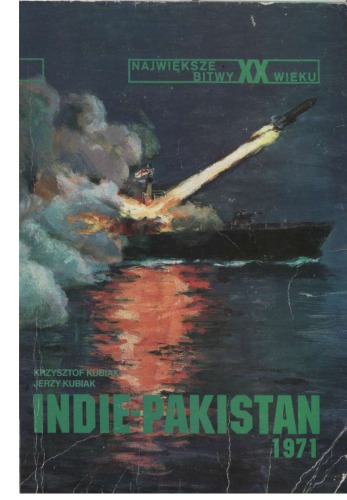 NAJWIĘKSZE
BITWY XX WIEKU
KRZYSZTOF KUBIAK
JERZY KUBIAK
INDIE-PAKISTAN
1971